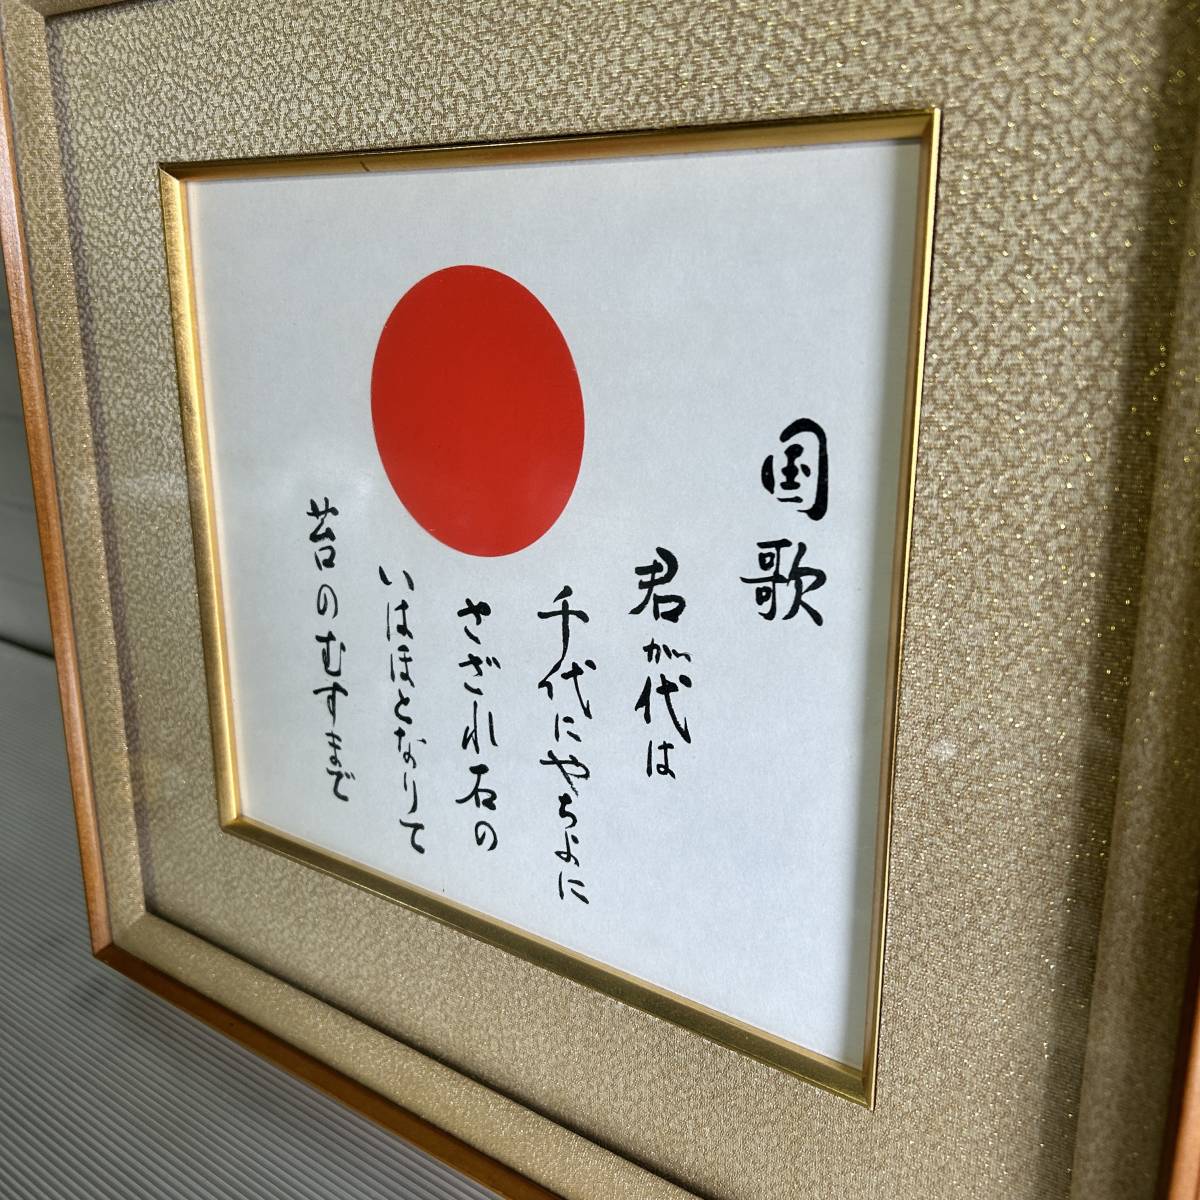 国歌
君が代は
千代にやちよに
さざれ石の
いはほとなりて
苔のむすまで